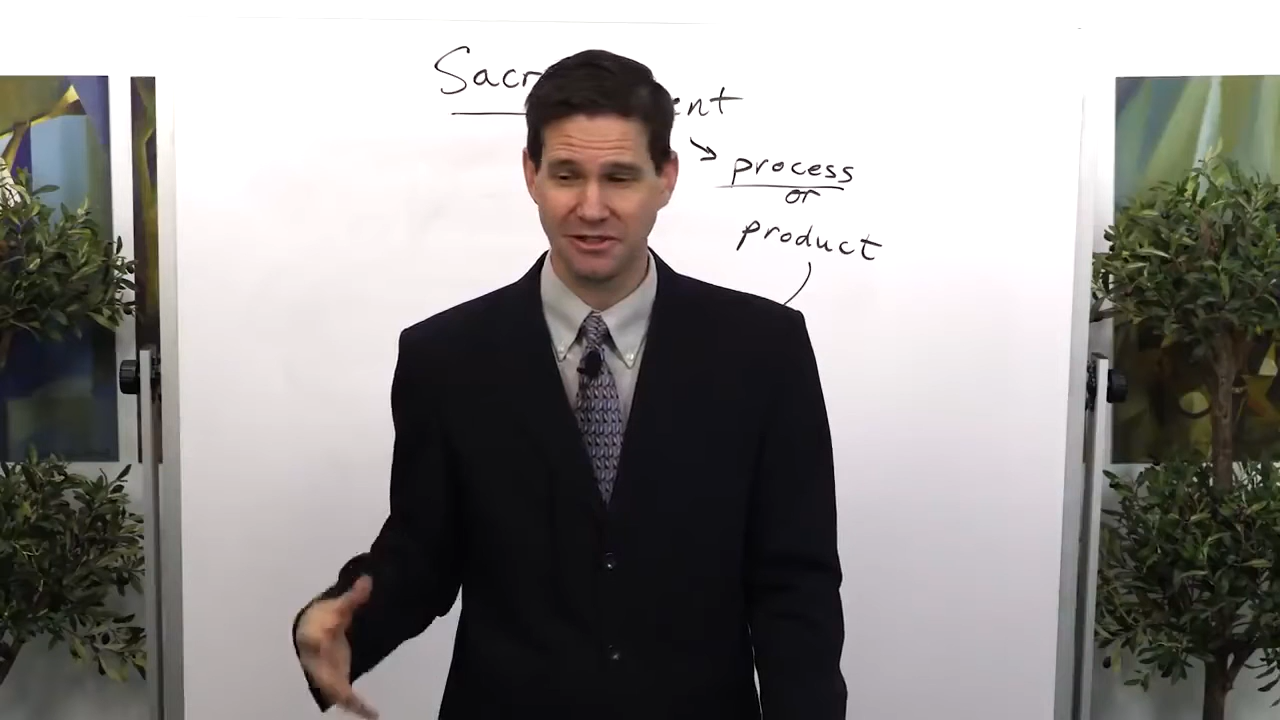 Sacr ent
process
or
product